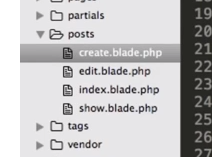 partials
posts
create.blade.php
edit.blade.php
index.blade.php
show.blade.php
tags
vendor
19
20
21
22
23
24
25
26